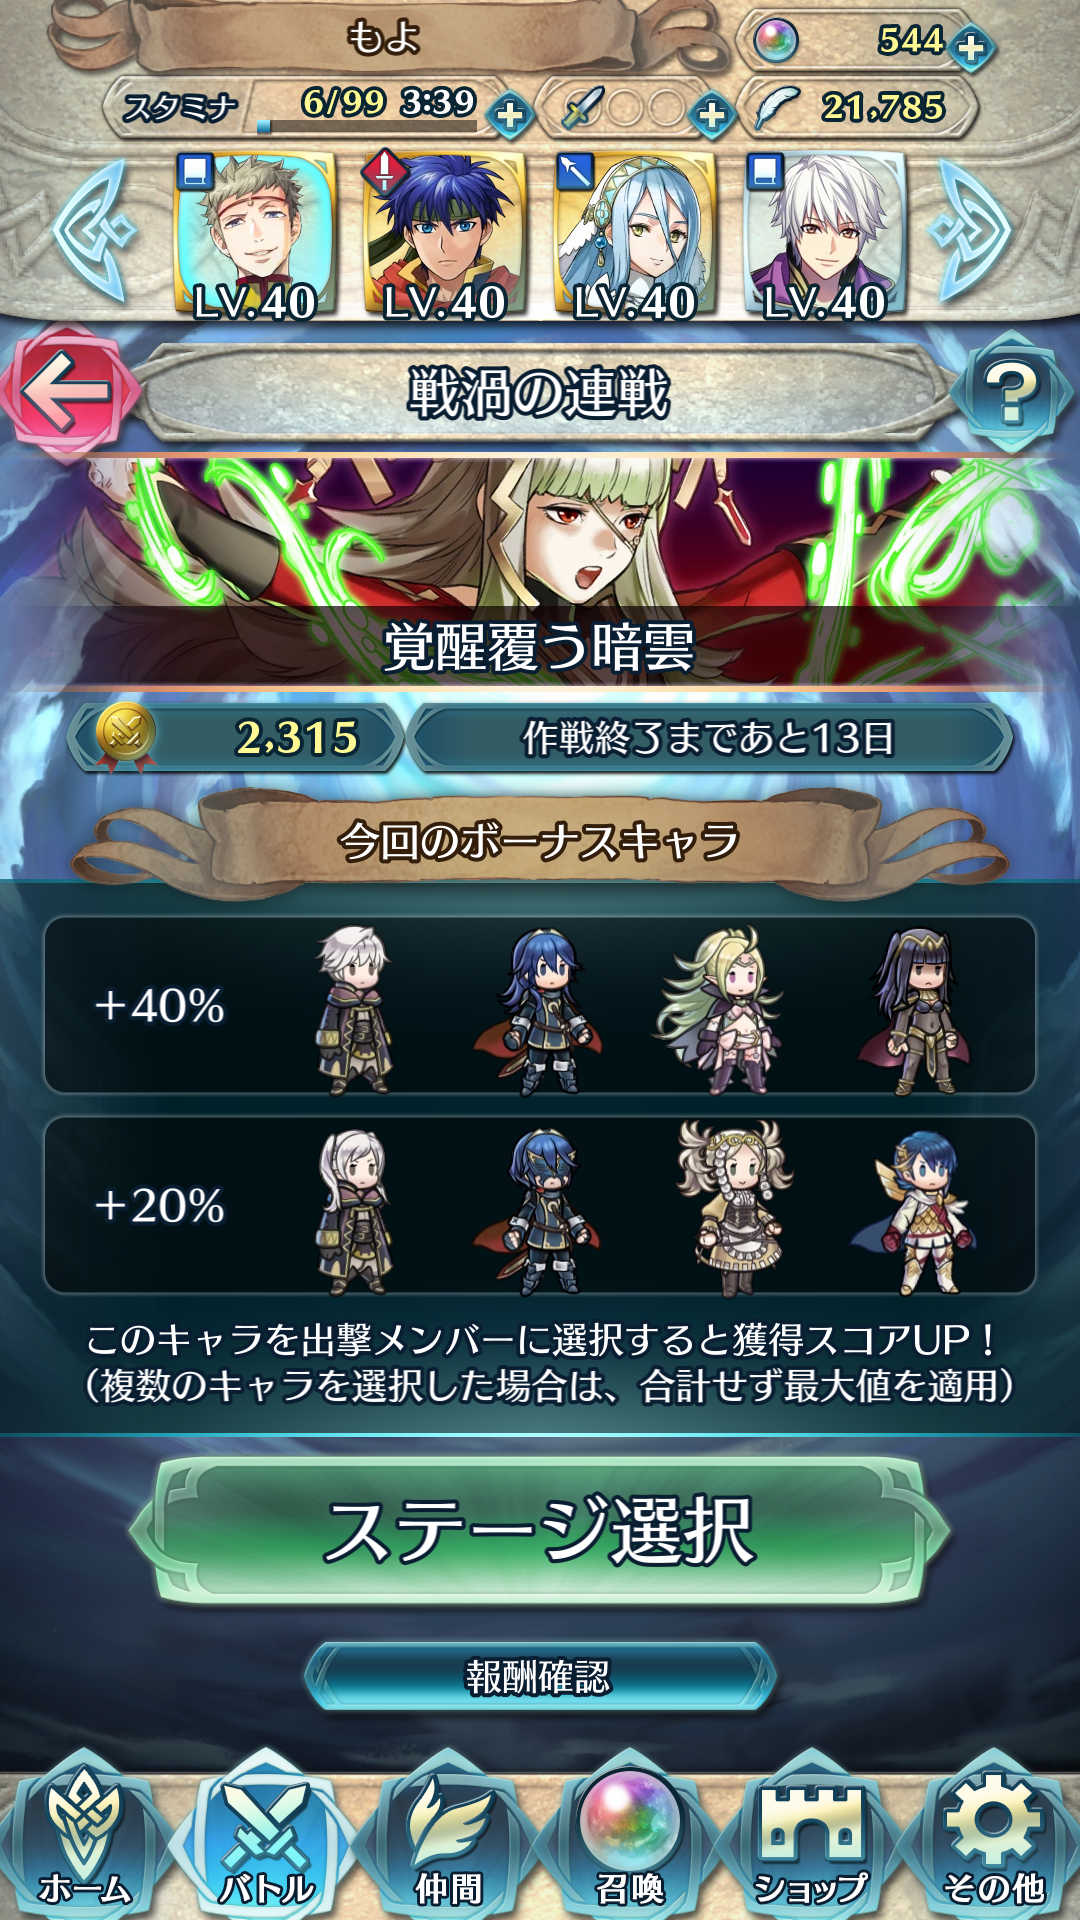 もよ
544
スタミナ 6/99 3:39
21,785
LV.40 LV.40 LV.40 LV.40
戦渦の連戦
?
覚醒覆う暗雲
2,315
作戦終了まであと13日
今回のボーナスキャラ
+40%
+20%
このキャラを出撃メンバーに選択すると獲得スコアUP!
(複数のキャラを選択した場合は、合計せず最大値を適用)
ステージ選択
報酬確認
ホーム バトル 仲間 召喚 ショップ その他